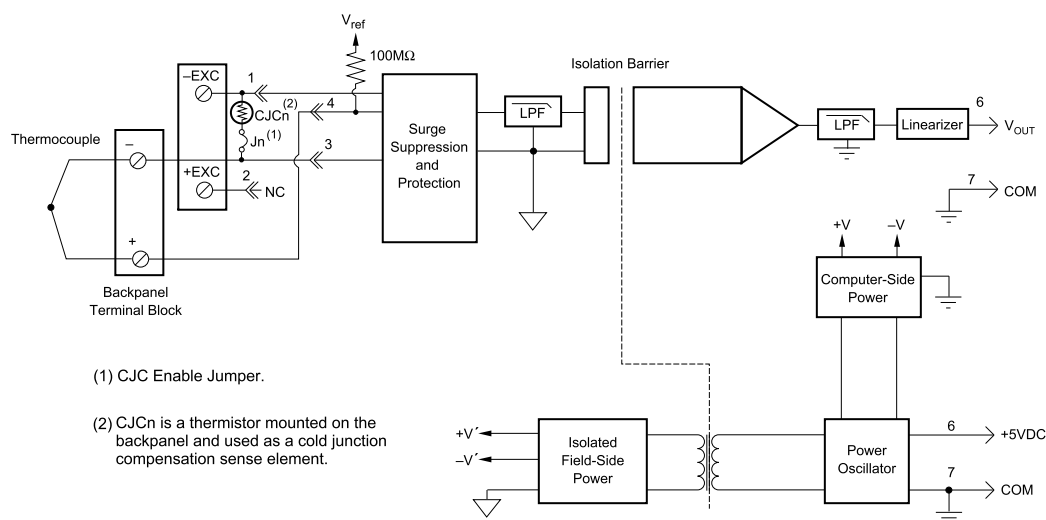 Vref
100MΩ
Isolation Barrier
–EXC
1
CJCn(2)
4
Jn(1)
3
Thermocouple
–
+EXC
2
NC
+
Backpanel
Terminal Block
Surge
Suppression
and
Protection
LPF
LPF
Linearizer
6
VOUT
7
COM
+V
–V
Computer-Side
Power
(1) CJC Enable Jumper.
(2) CJCn is a thermistor mounted on the
backpanel and used as a cold junction
compensation sense element.
+V´
–V´
Isolated
Field-Side
Power
Power
Oscillator
6
+5VDC
7
COM